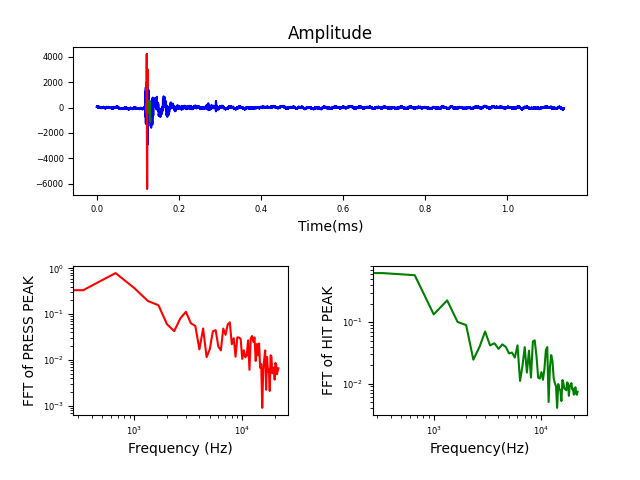 Amplitude
4000
2000
0
−2000
−4000
−6000
0.0 0.2 0.4 0.6 0.8 1.0
Time(ms)
FFT of PRESS PEAK
10⁰
10⁻¹
10⁻²
10⁻³
10³ 10⁴
Frequency (Hz)
FFT of HIT PEAK
10⁻¹
10⁻²
10³ 10⁴
Frequency(Hz)